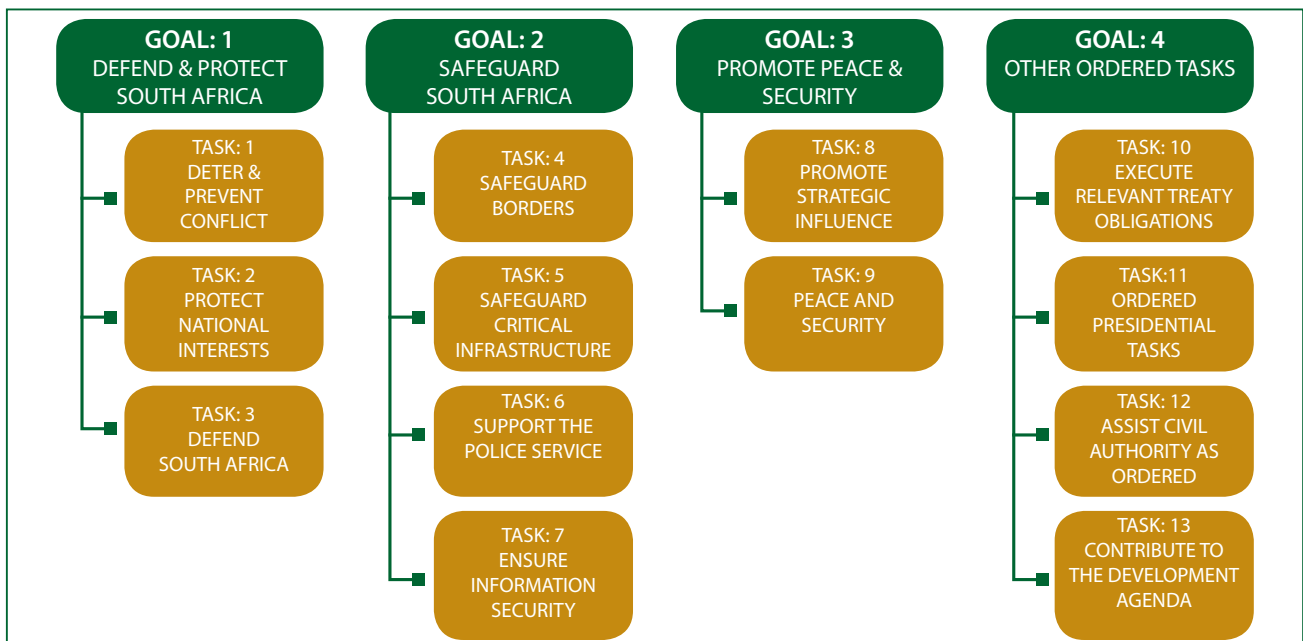 GOAL: 1
DEFEND & PROTECT
SOUTH AFRICA
TASK: 1
DETER &
PREVENT
CONFLICT
TASK: 2
PROTECT
NATIONAL
INTERESTS
TASK: 3
DEFEND
SOUTH AFRICA
GOAL: 2
SAFEGUARD
SOUTH AFRICA
TASK: 4
SAFEGUARD
BORDERS
TASK: 5
SAFEGUARD
CRITICAL
INFRASTRUCTURE
TASK: 6
SUPPORT THE
POLICE SERVICE
TASK: 7
ENSURE
INFORMATION
SECURITY
GOAL: 3
PROMOTE PEACE &
SECURITY
TASK: 8
PROMOTE
STRATEGIC
INFLUENCE
TASK: 9
PEACE AND
SECURITY
GOAL: 4
OTHER ORDERED TASKS
TASK: 10
EXECUTE
RELEVANT TREATY
OBLIGATIONS
TASK:11
ORDERED
PRESIDENTIAL
TASKS
TASK: 12
ASSIST CIVIL
AUTHORITY AS
ORDERED
TASK: 13
CONTRIBUTE TO
THE DEVELOPMENT
AGENDA